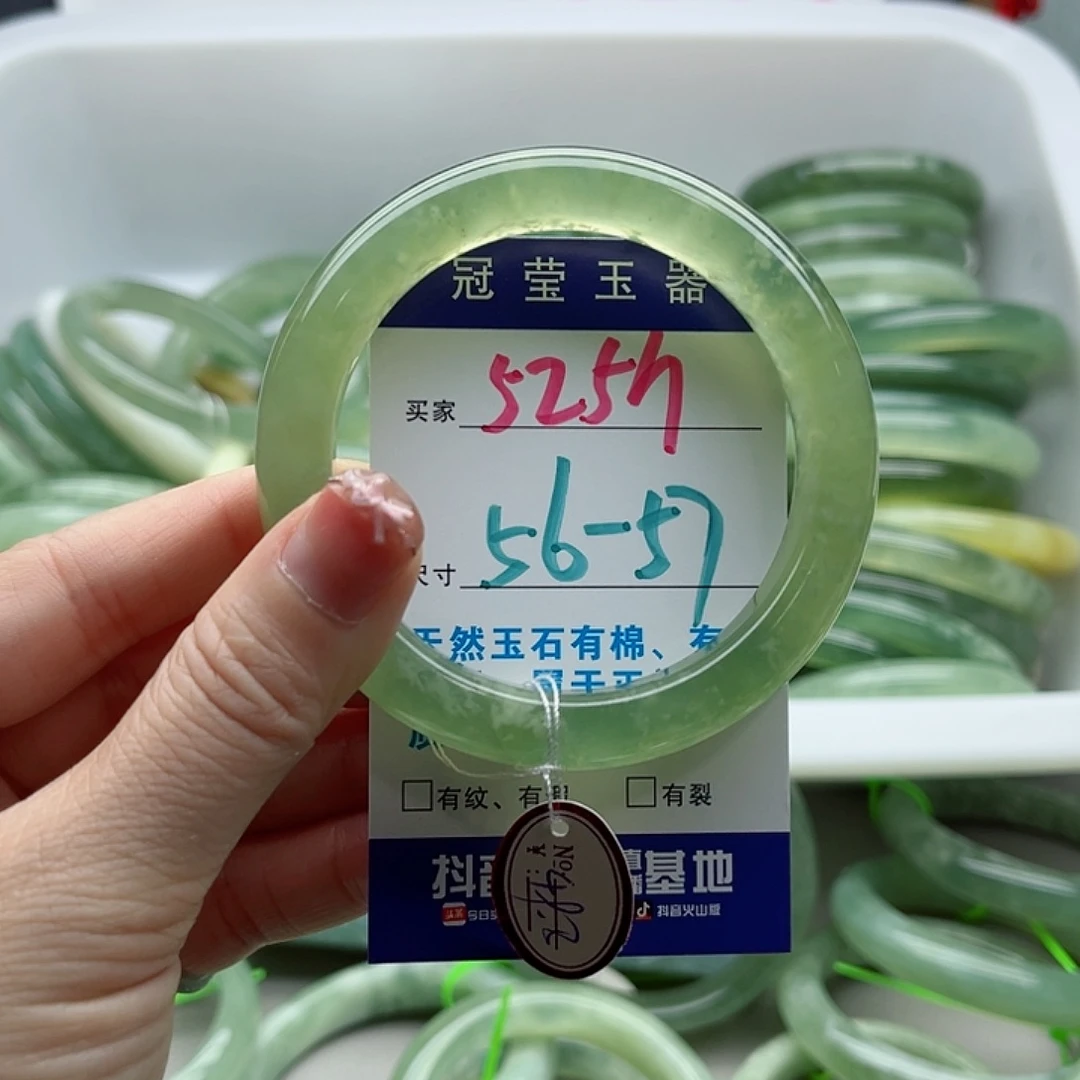 冠莹玉器
买家 5257
尺寸 56-57
天然玉石有棉、有
有纹、有 有裂
抖音 基地
抖音火山版
No